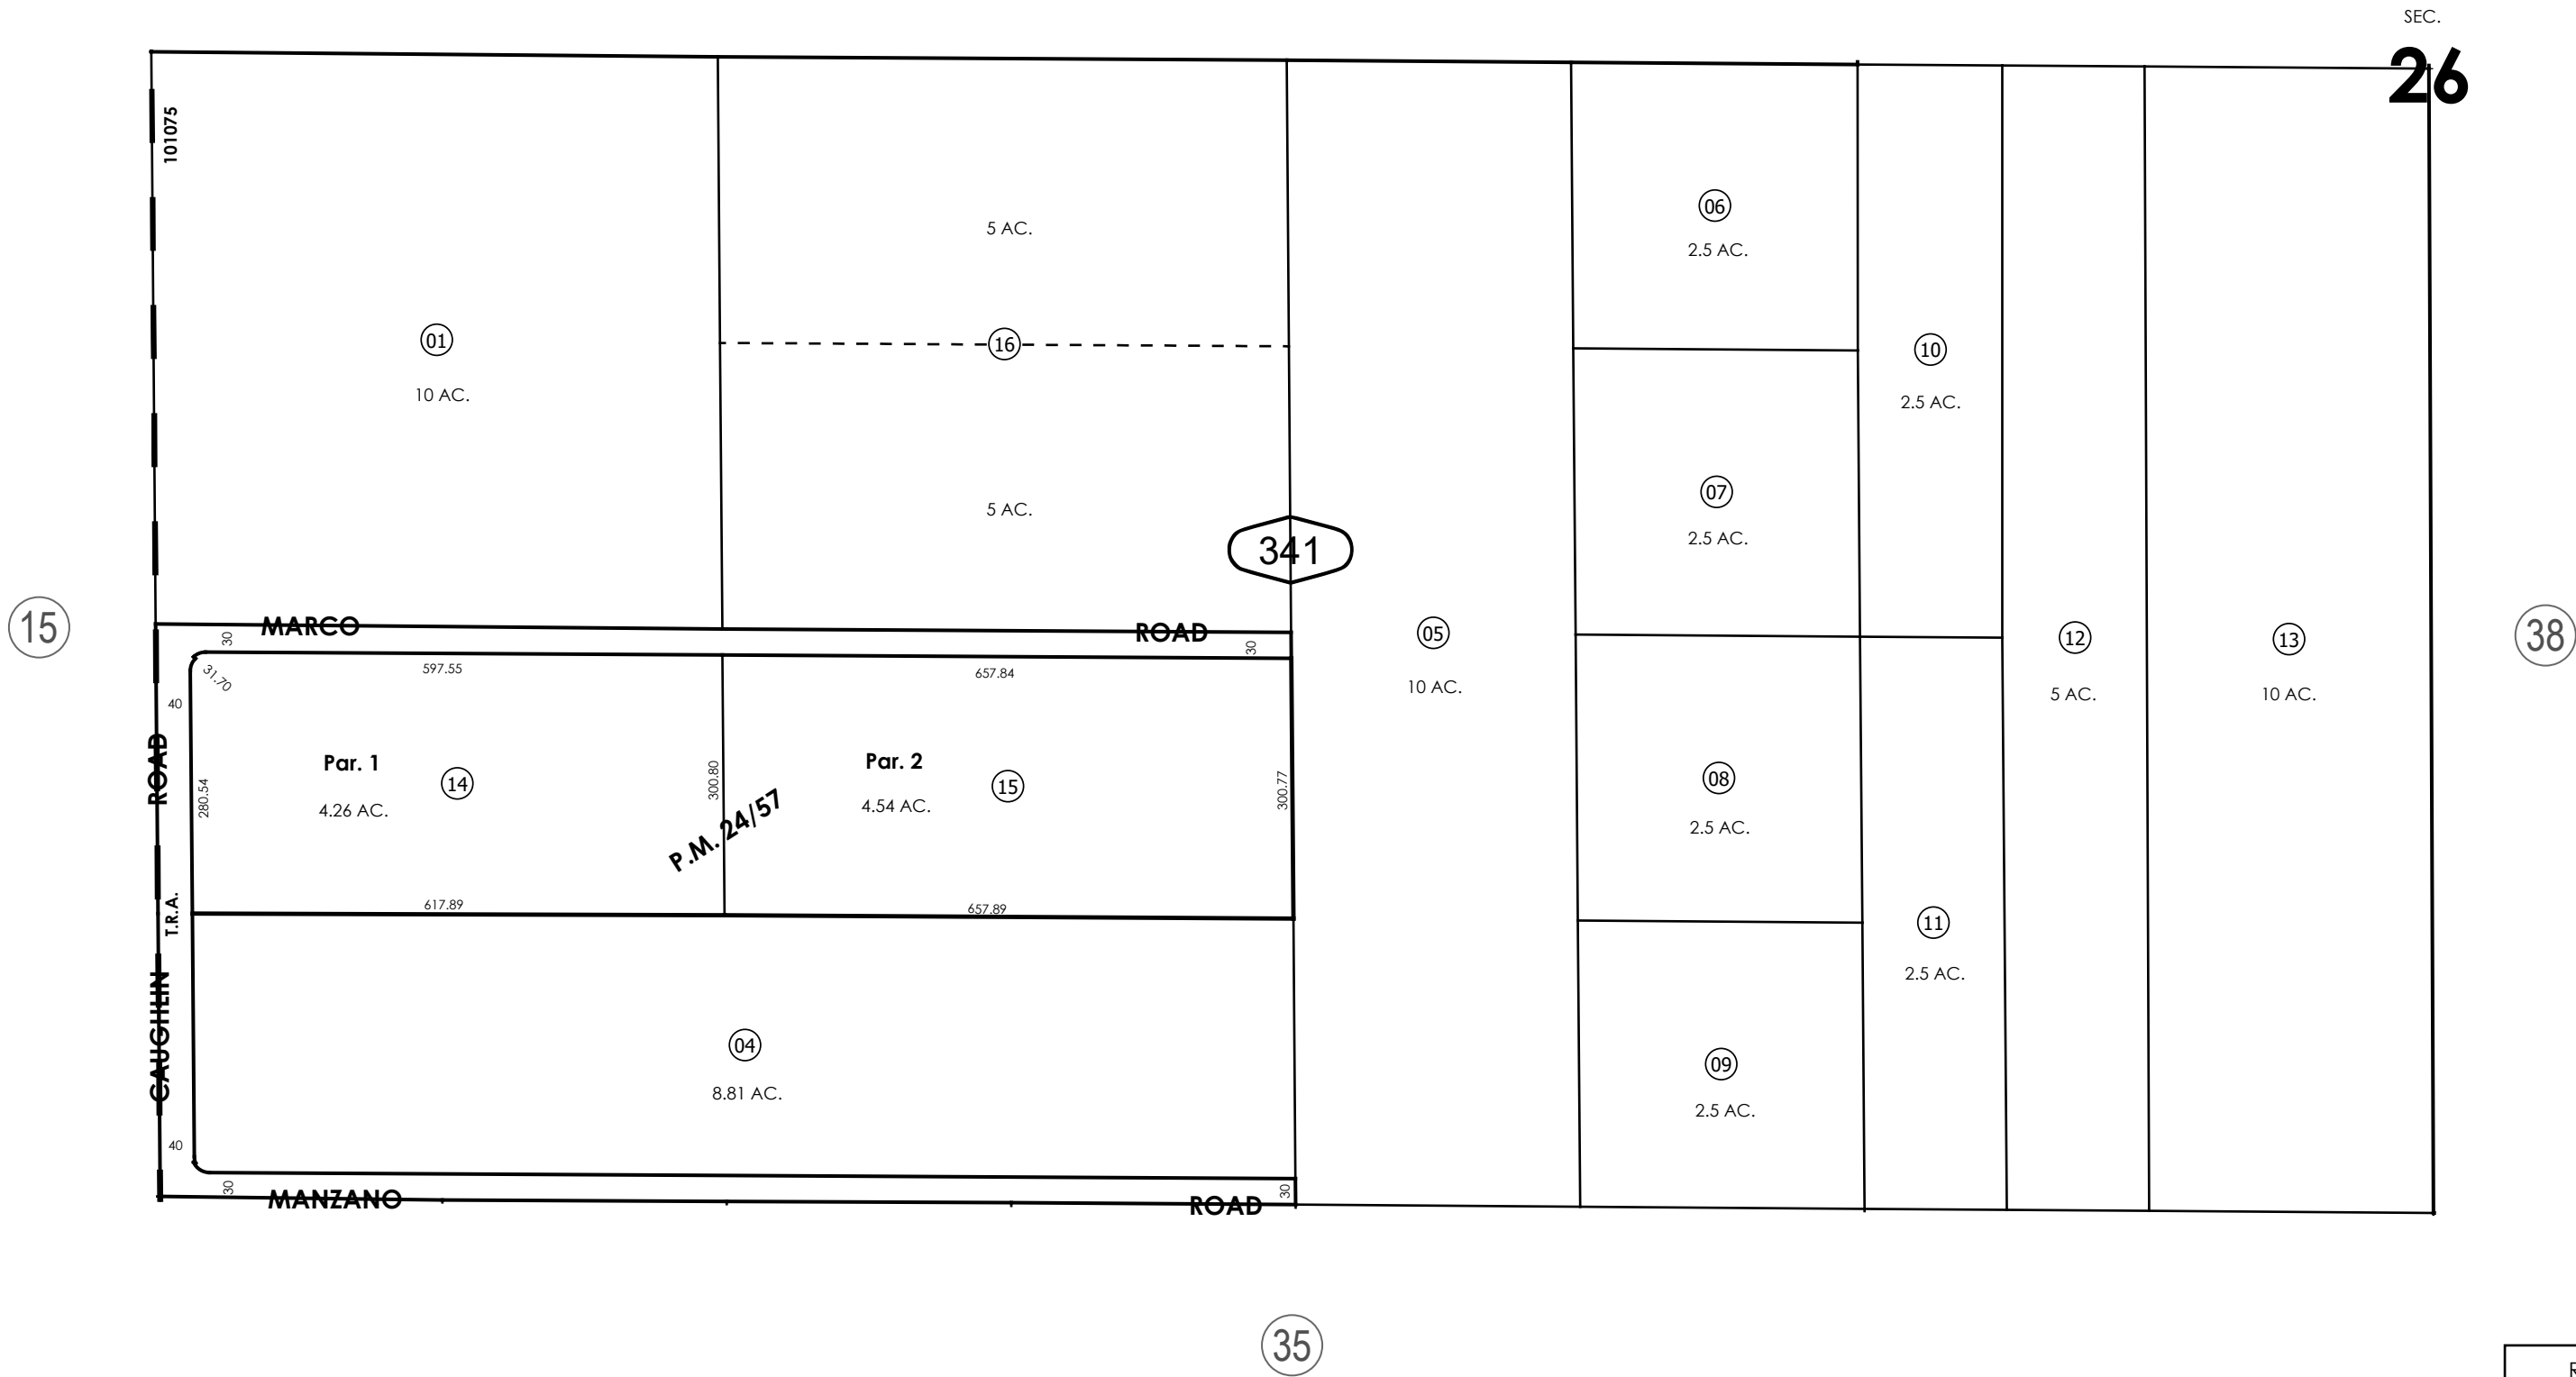 SEC.
26
101075
01
10 AC.
5 AC.
16
5 AC.
341
06
2.5 AC.
07
2.5 AC.
08
2.5 AC.
09
2.5 AC.
10
2.5 AC.
11
2.5 AC.
05
10 AC.
12
5 AC.
13
10 AC.
15
38
MARCO ROAD
30
30
31.70
597.55
657.84
40
280.54
Par. 1
14
4.26 AC.
300.80
P.M. 24/57
Par. 2
15
4.54 AC.
300.77
617.89
657.89
T.R.A.
CAUGHLIN ROAD
04
8.81 AC.
40
30
30
MANZANO ROAD
35